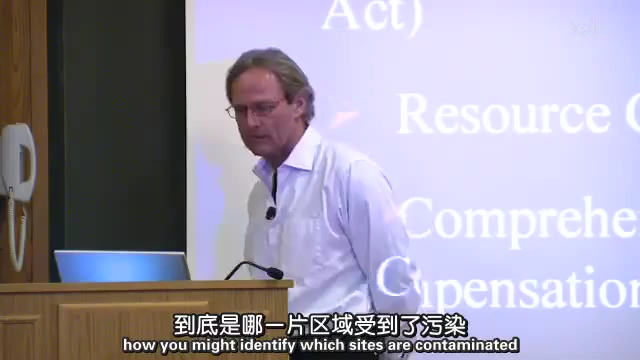 Act)
Resource
Comprehe
pensation
到底是哪一片区域受到了污染
how you might identify which sites are contaminated